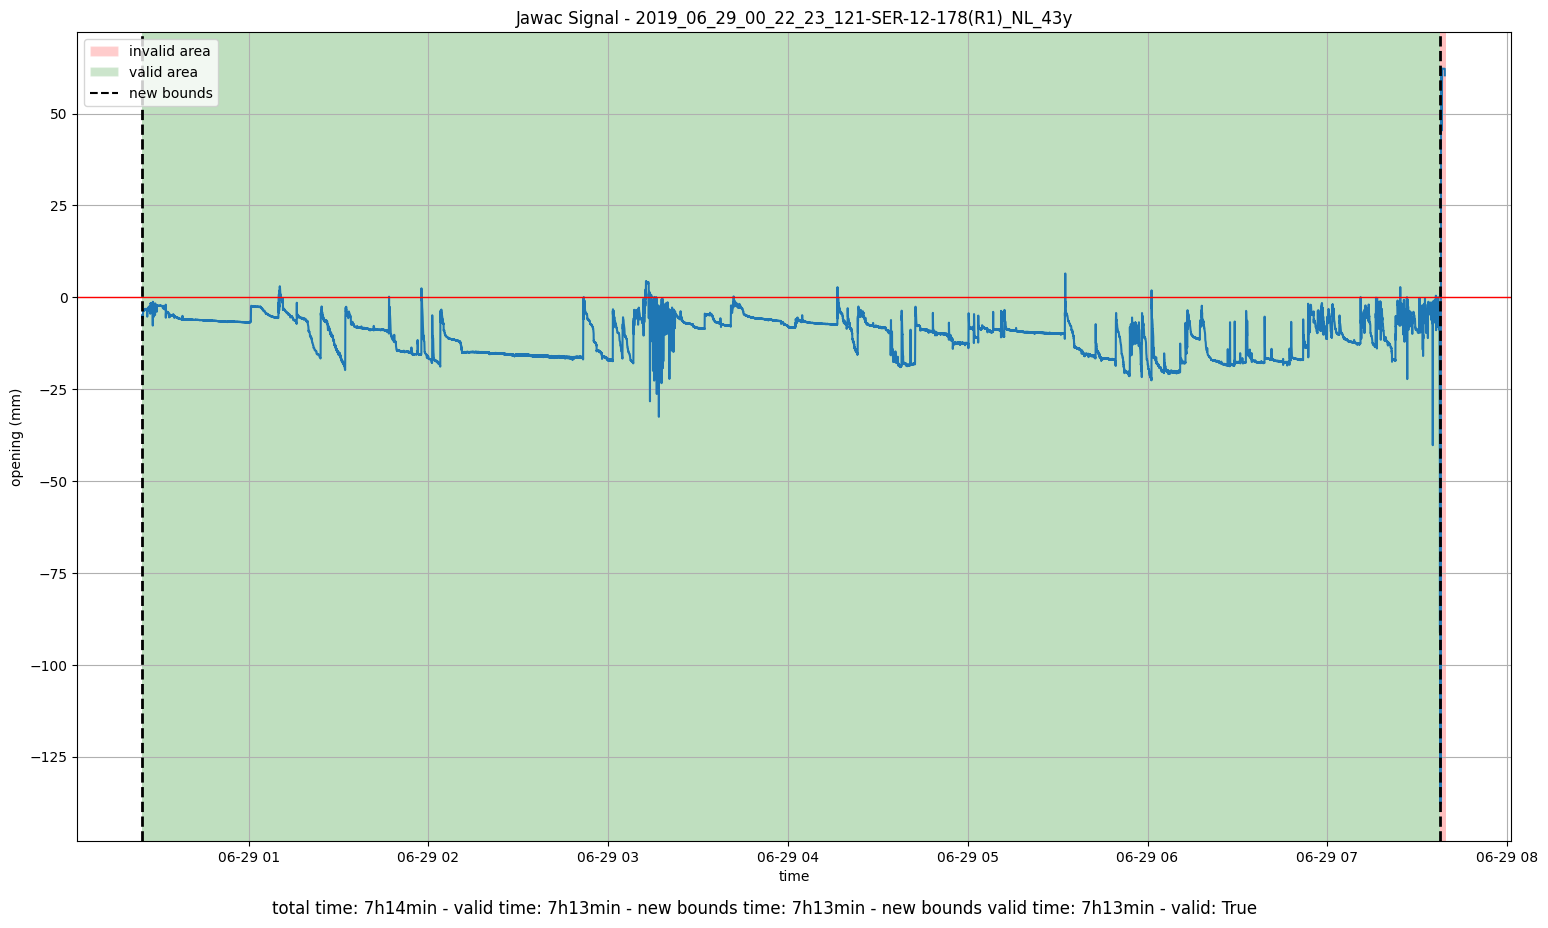 Jawac Signal - 2019_06_29_00_22_23_121-SER-12-178(R1)_NL_43y
invalid area
valid area
new bounds
50
25
0
−25
−50
−75
−100
−125
opening (mm)
06-29 01
06-29 02
06-29 03
06-29 04
06-29 05
06-29 06
06-29 07
06-29 08
time
total time: 7h14min - valid time: 7h13min - new bounds time: 7h13min - new bounds valid time: 7h13min - valid: True